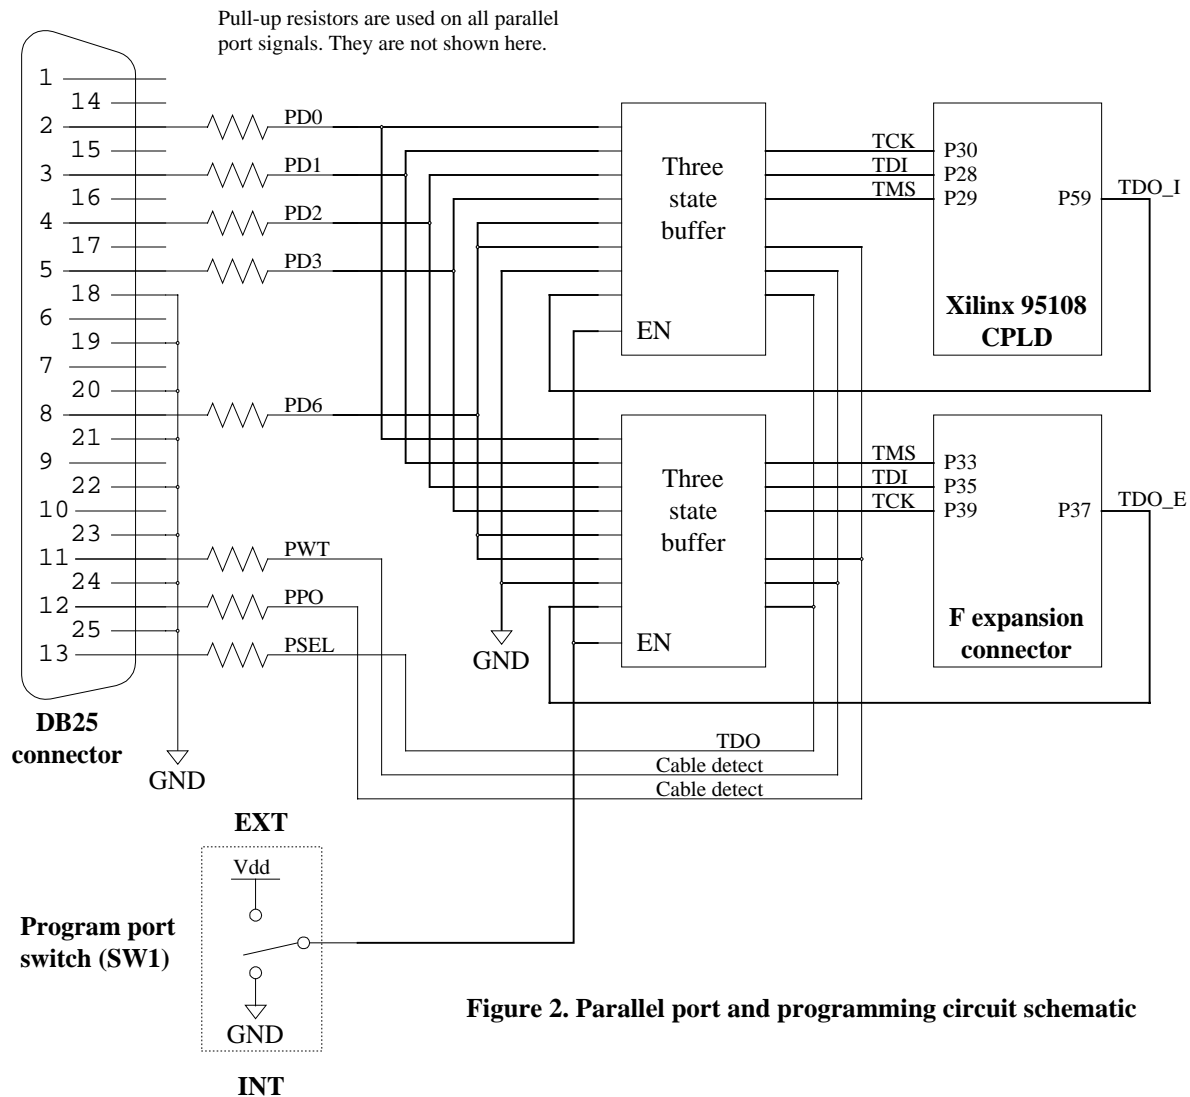 Pull-up resistors are used on all parallel
port signals. They are not shown here.
1
14
2
15
3
16
4
17
5
18
6
19
7
20
8
21
9
22
10
23
11
24
12
25
13
PD0
PD1
PD2
PD3
PD6
PWT
PPO
PSEL
DB25
connector
GND
Three
state
buffer
EN
TCK
TDI
TMS
P30
P28
P29
P59
TDO_I
Xilinx 95108
CPLD
Three
state
buffer
EN
GND
TMS
TDI
TCK
P33
P35
P39
P37
TDO_E
F expansion
connector
TDO
Cable detect
Cable detect
EXT
Vdd
Program port
switch (SW1)
GND
INT
Figure 2. Parallel port and programming circuit schematic